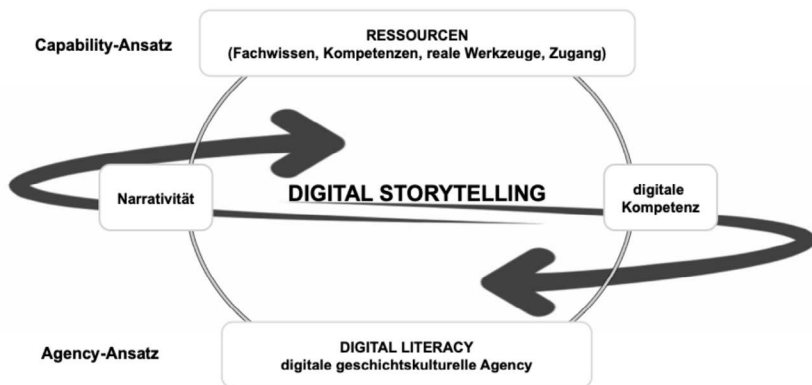 Capability-Ansatz
RESSOURCEN
(Fachwissen, Kompetenzen, reale Werkzeuge, Zugang)
Narrativität
DIGITAL STORYTELLING
digitale
Kompetenz
Agency-Ansatz
DIGITAL LITERACY
digitale geschichtskulturelle Agency